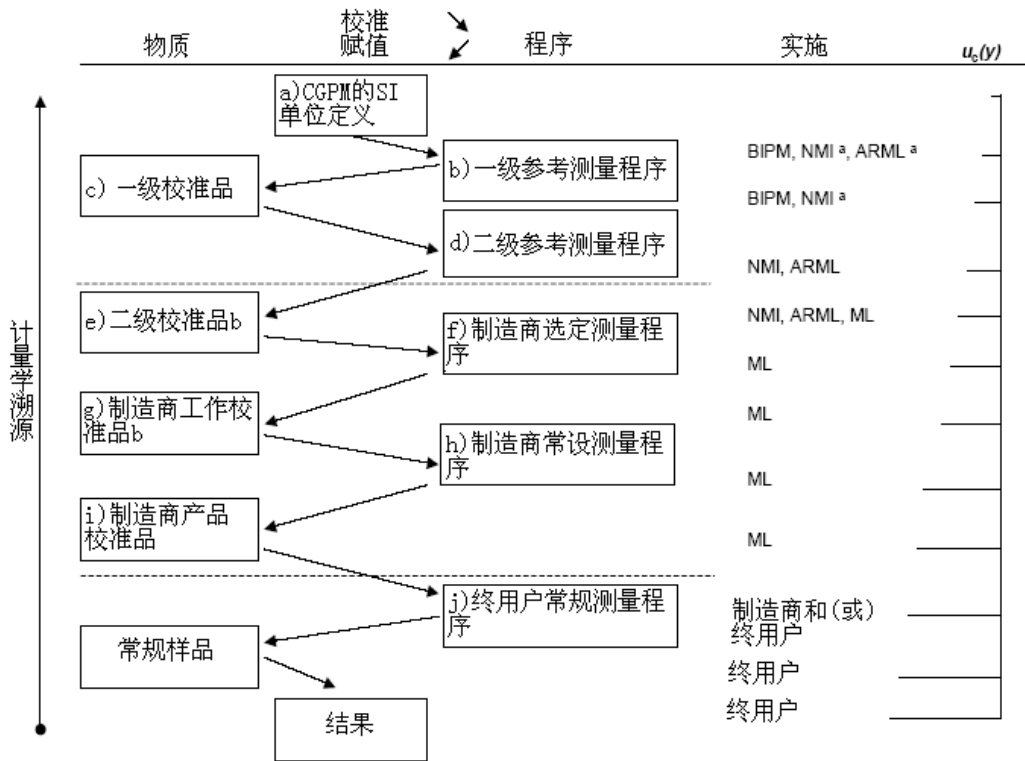 校准
赋值
物质
程序
实施
u_c(y)
a)CGPM的SI
单位定义
b)一级参考测量程序
BIPM, NMI ᵃ, ARML ᵃ
c) 一级校准品
BIPM, NMI ᵃ
d)二级参考测量程序
NMI, ARML
e)二级校准品b
NMI, ARML, ML
f)制造商选定测量程
序
ML
g)制造商工作校
准品b
ML
h)制造商常设测量程
序
ML
i)制造商产品
校准品
ML
j)终用户常规测量程
序
制造商和(或)
终用户
常规样品
终用户
结果
终用户
计量学溯源